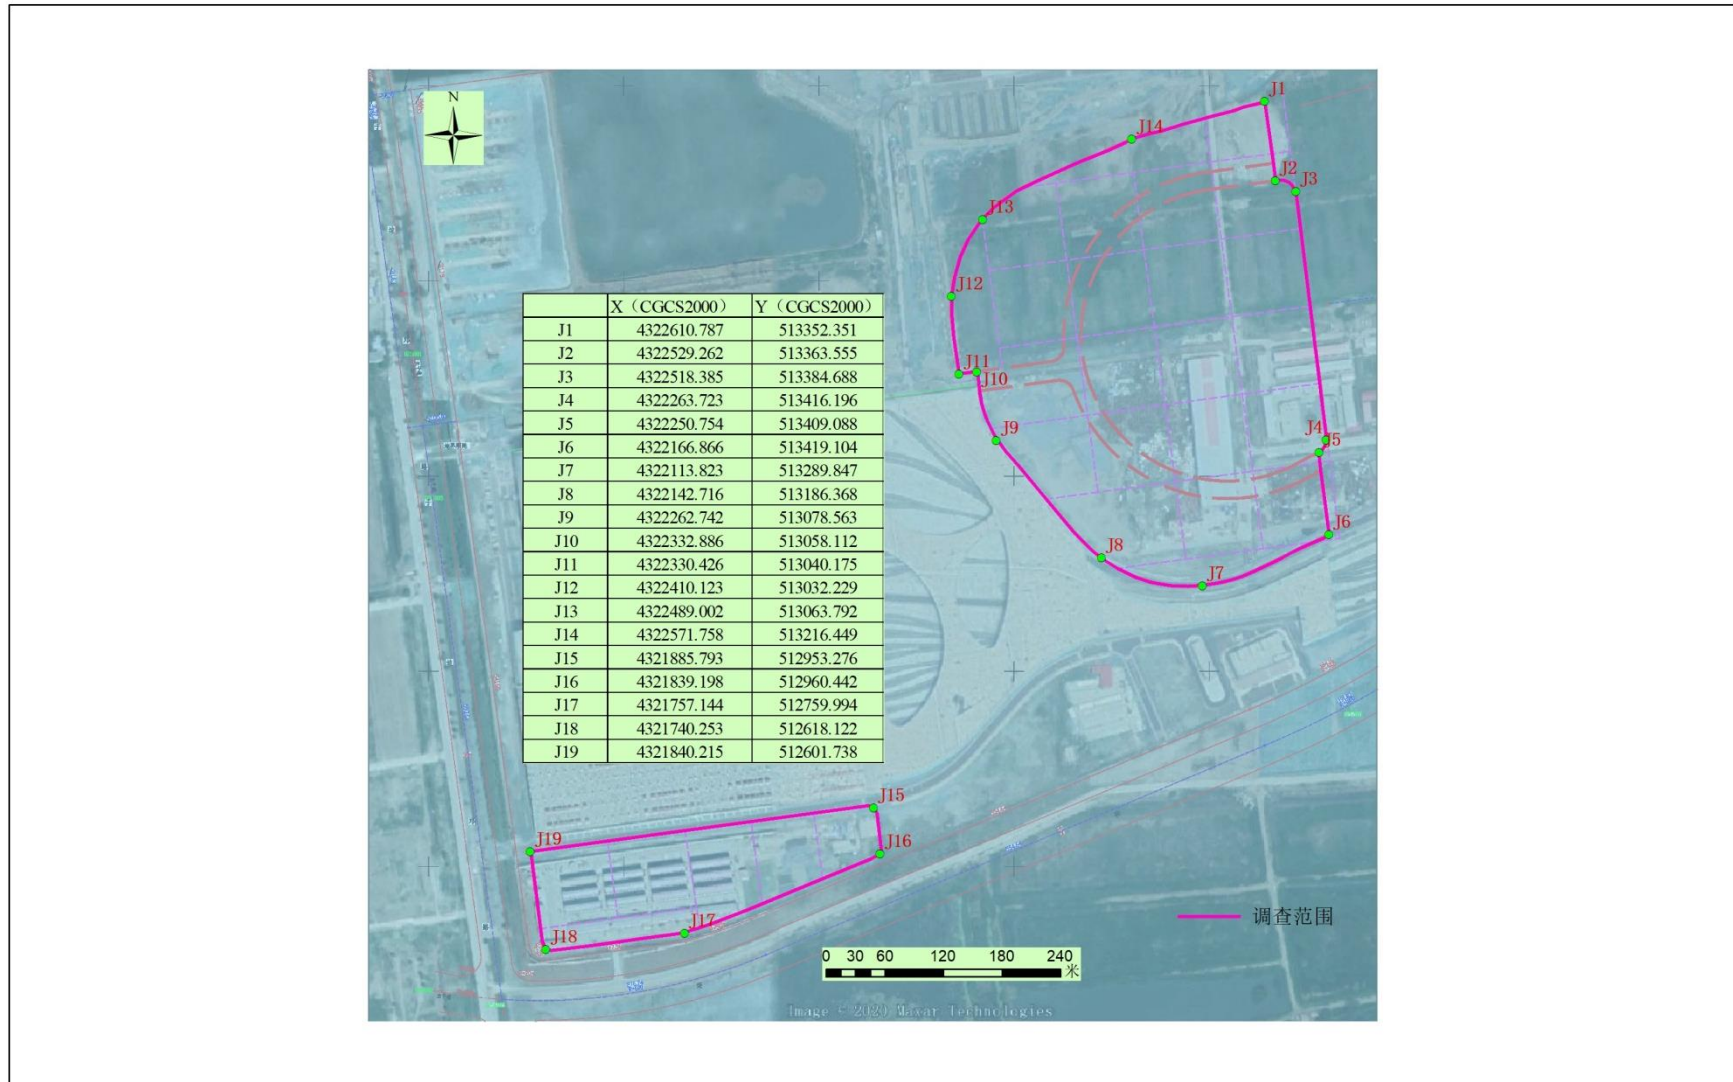 N
J1
J14
J2
J3
J13
J12
J11
J10
J9
J4
J5
J6
J8
J7
X（CGCS2000） Y（CGCS2000）
J1 4322610.787 513352.351
J2 4322529.262 513363.555
J3 4322518.385 513384.688
J4 4322263.723 513416.196
J5 4322250.754 513409.088
J6 4322166.866 513419.104
J7 4322113.823 513289.847
J8 4322142.716 513186.368
J9 4322262.742 513078.563
J10 4322332.886 513058.112
J11 4322330.426 513040.175
J12 4322410.123 513032.229
J13 4322489.002 513063.792
J14 4322571.758 513216.449
J15 4321885.793 512953.276
J16 4321839.198 512960.442
J17 4321757.144 512759.994
J18 4321740.253 512618.122
J19 4321840.215 512601.738
J15
J19
J16
J17
J18
调查范围
0 30 60 120 180 240
米
Image © 2020 Maxar Technologies